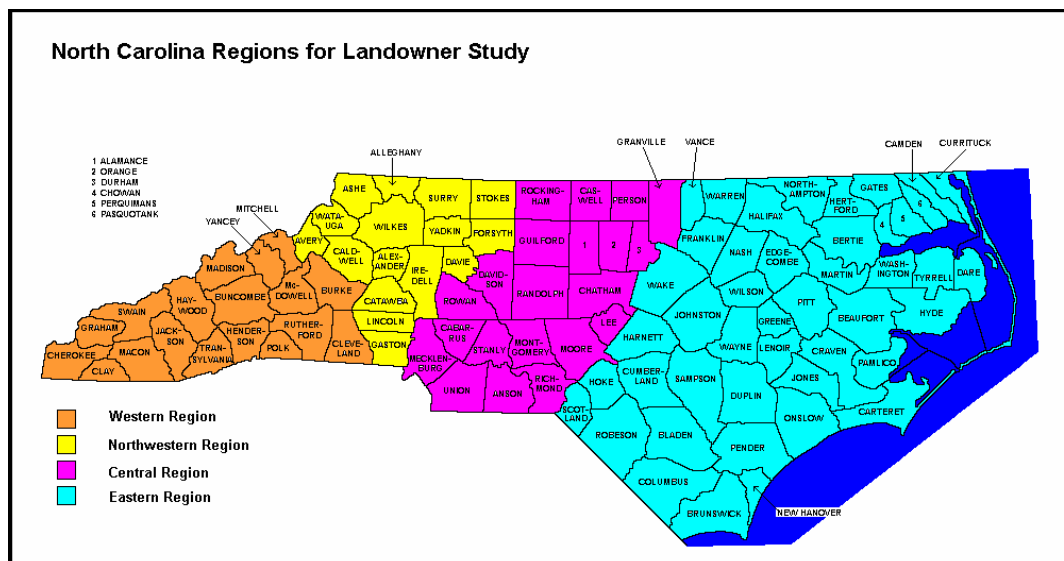 North Carolina Regions for Landowner Study
1 ALAMANCE
2 ORANGE
3 DURHAM
4 CHOWAN
5 PERQUIMANS
6 PASQUOTANK
ALLEGHANY
GRANVILLE
VANCE
CAMDEN
CURRITUCK
MITCHELL
YANCEY
ASHE
SURRY
STOKES
ROCKING-
HAM
CAS-
WELL
PERSON
WARREN
NORTH-
AMPTON
GATES
HERT-
FORD
WATA-
UGA
WILKES
YADKIN
FORSYTH
GUILFORD
1
2
3
HALIFAX
4
5
6
AVERY
CALD-
WELL
ALEX-
ANDER
IRE-
DELL
DAVIE
DAVID-
SON
FRANKLIN
NASH
EDGE-
COMBE
BERTIE
MADISON
BUNCOMBE
Mc-
DOWELL
BURKE
CATAWBA
ROWAN
RANDOLPH
CHATHAM
WAKE
WILSON
MARTIN
WASH-
INGTON
TYRRELL
DARE
SWAIN
HAY-
WOOD
RUTHER-
FORD
LINCOLN
CABAR-
RUS
LEE
JOHNSTON
PITT
BEAUFORT
HYDE
GRAHAM
JACK-
SON
HENDER-
SON
POLK
CLEVE-
LAND
GASTON
STANLY
MONT-
GOMERY
MOORE
HARNETT
GREENE
WAYNE
LENOIR
CRAVEN
PAMLICO
CHEROKEE
CLAY
MACON
TRAN-
SYLVANIA
MECKLEN-
BURG
UNION
ANSON
RICH-
MOND
HOKE
CUMBER-
LAND
SAMPSON
DUPLIN
JONES
CARTERET
SCOT-
LAND
ROBESON
BLADEN
PENDER
ONSLOW
COLUMBUS
BRUNSWICK
NEW HANOVER
Western Region
Northwestern Region
Central Region
Eastern Region